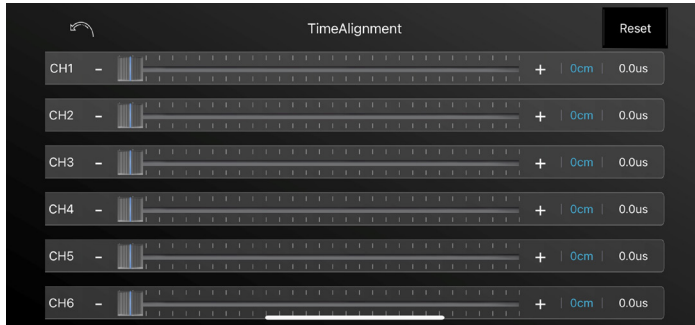 TimeAlignment Reset
CH1 - + | 0cm | 0.0us
CH2 - + | 0cm | 0.0us
CH3 - + | 0cm | 0.0us
CH4 - + | 0cm | 0.0us
CH5 - + | 0cm | 0.0us
CH6 - + | 0cm | 0.0us